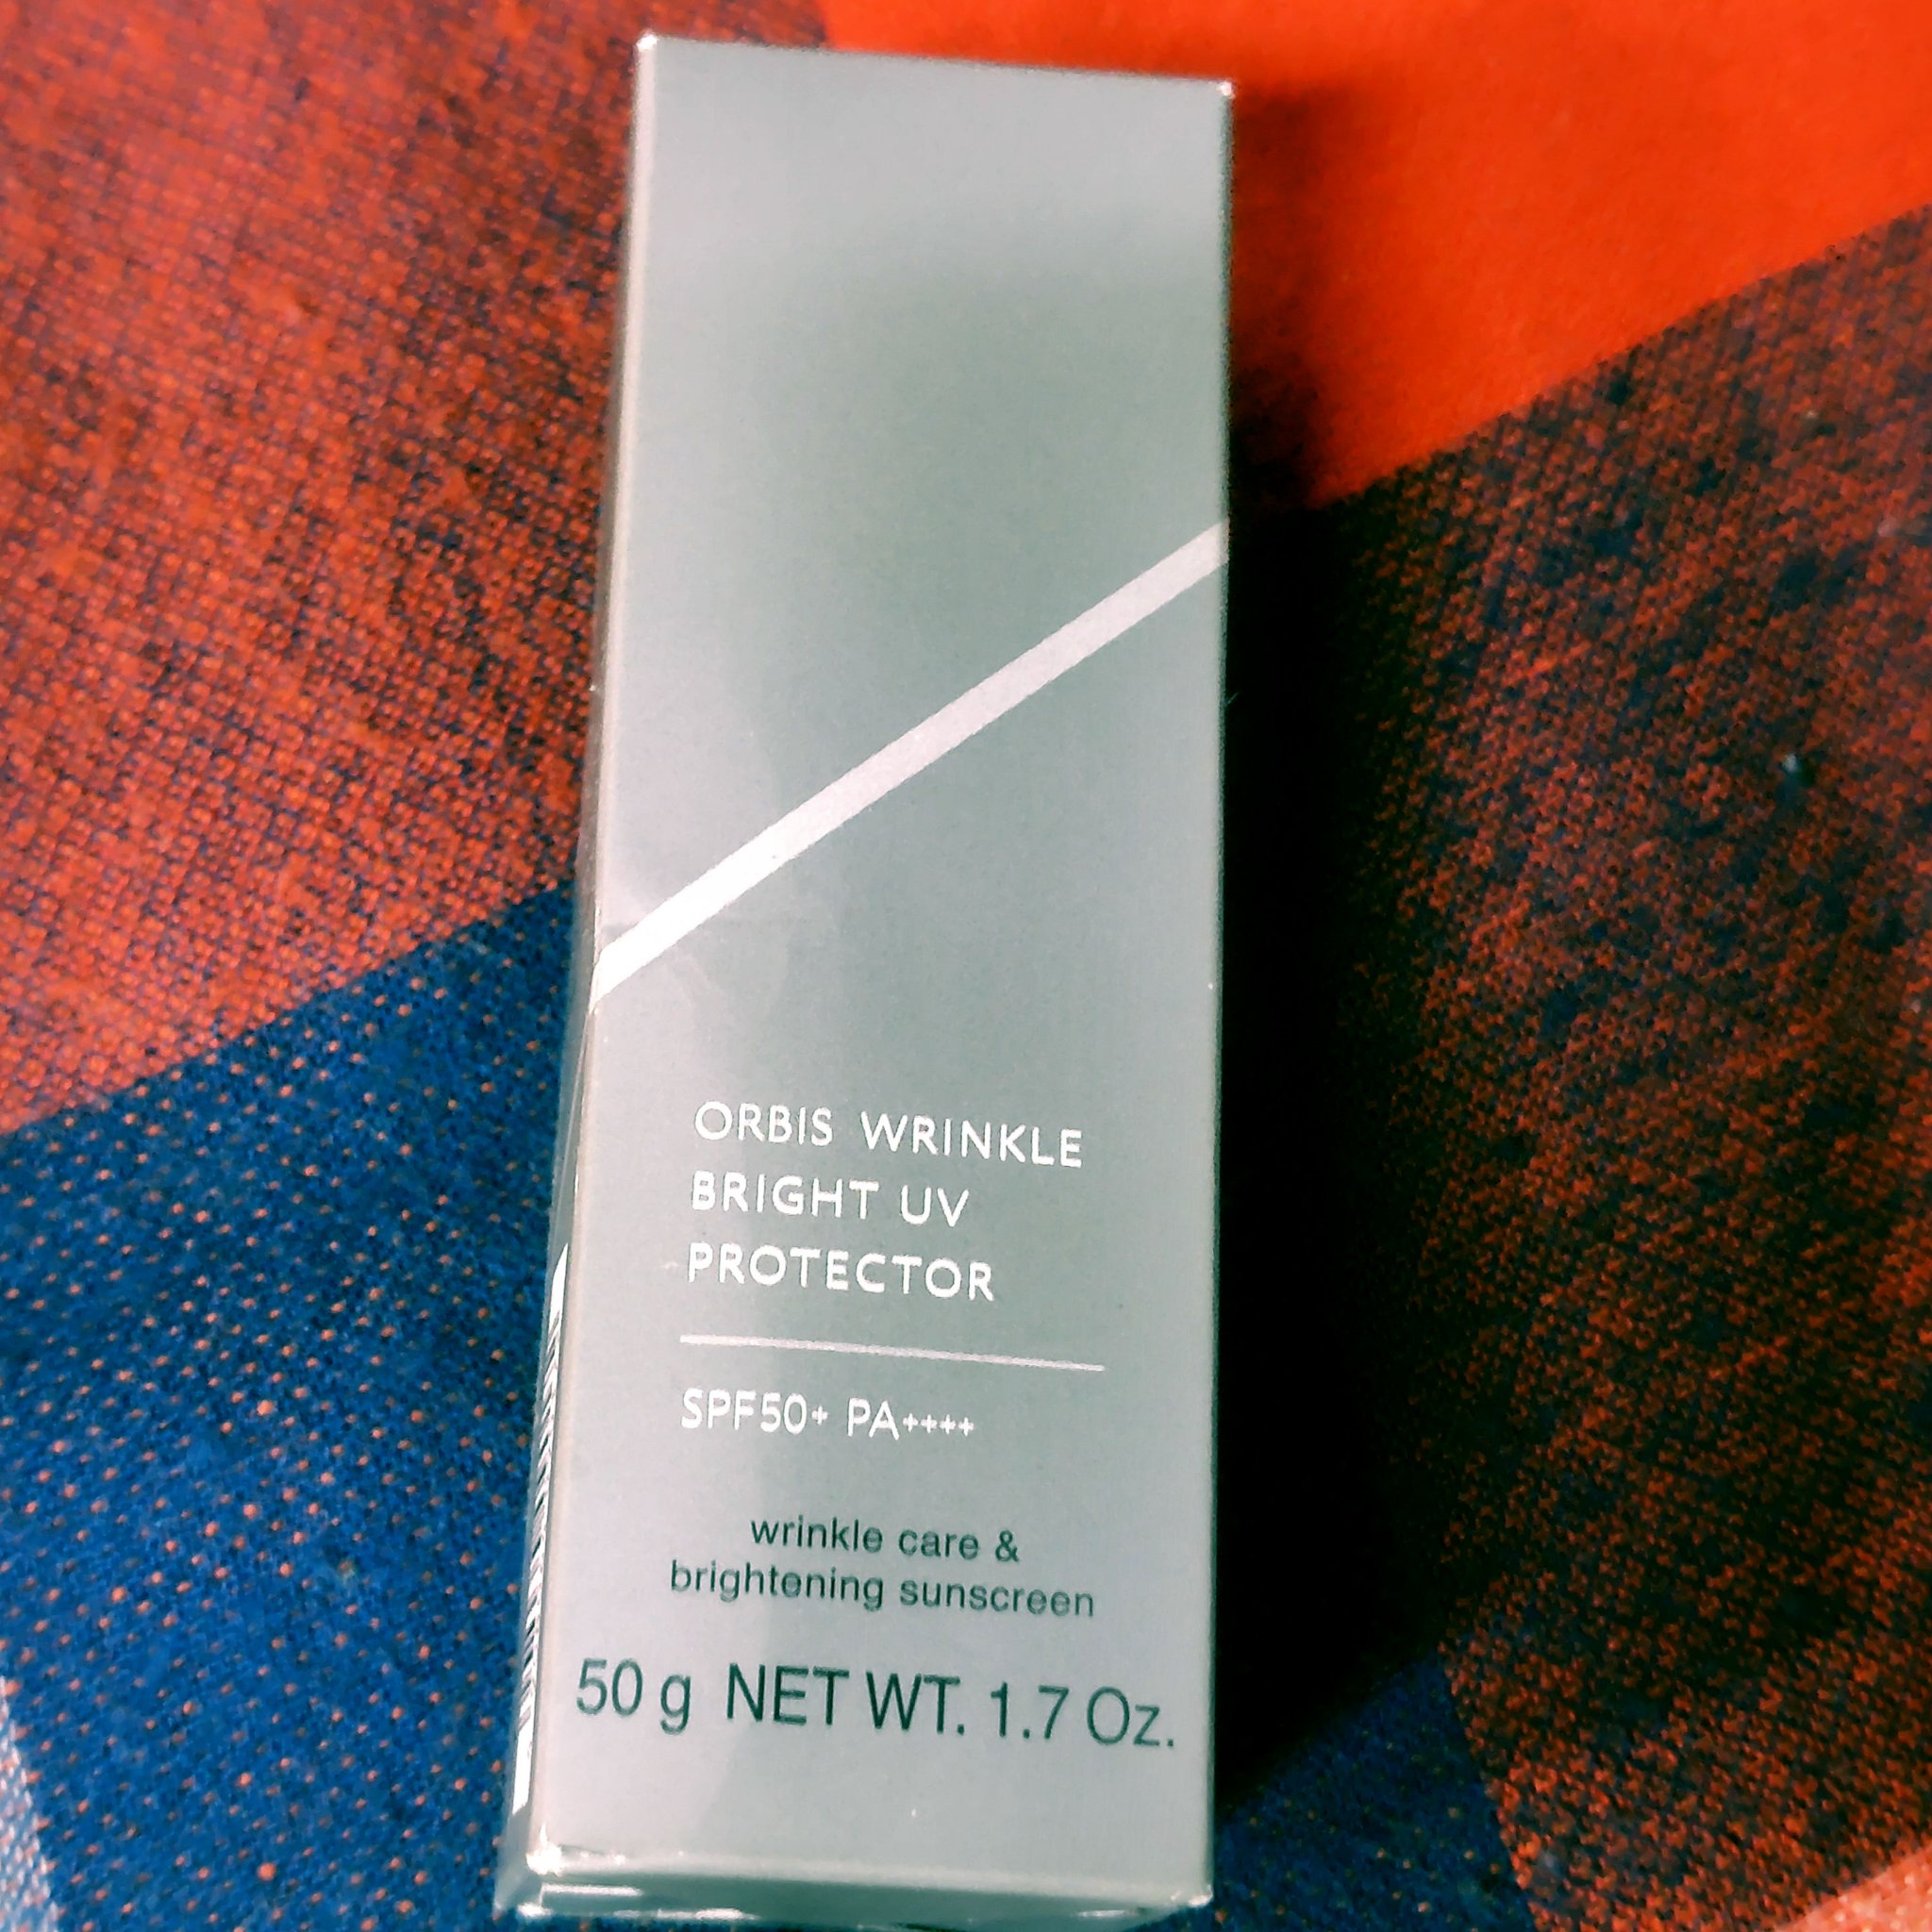 ORBIS WRINKLE
BRIGHT UV
PROTECTOR
SPF50+ PA++++
wrinkle care &
brightening sunscreen
50 g NET WT. 1.7 Oz.